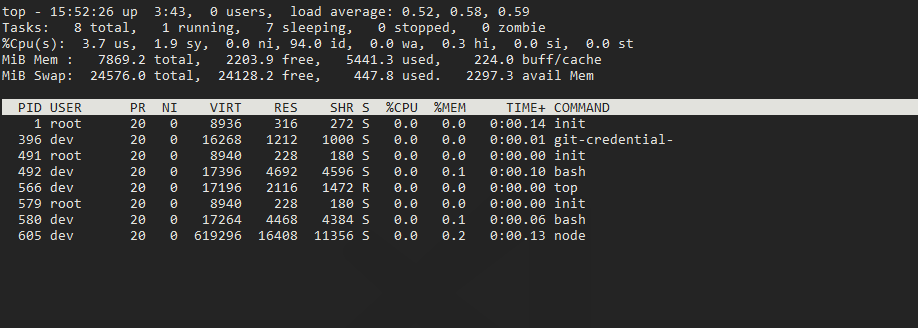 top - 15:52:26 up  3:43,  0 users,  load average: 0.52, 0.58, 0.59
Tasks:   8 total,   1 running,   7 sleeping,   0 stopped,   0 zombie
%Cpu(s):  3.7 us,  1.9 sy,  0.0 ni, 94.0 id,  0.0 wa,  0.3 hi,  0.0 si,  0.0 st
MiB Mem :   7869.2 total,   2203.9 free,   5441.3 used,    224.0 buff/cache
MiB Swap:  24576.0 total,  24128.2 free,    447.8 used.   2297.3 avail Mem
PID USER      PR  NI    VIRT    RES    SHR S  %CPU  %MEM     TIME+ COMMAND
1 root      20   0    8936    316    272 S   0.0   0.0   0:00.14 init
396 dev       20   0   16268   1212   1000 S   0.0   0.0   0:00.01 git-credential-
491 root      20   0    8940    228    180 S   0.0   0.0   0:00.00 init
492 dev       20   0   17396   4692   4596 S   0.0   0.1   0:00.10 bash
566 dev       20   0   17196   2116   1472 R   0.0   0.0   0:00.00 top
579 root      20   0    8940    228    180 S   0.0   0.0   0:00.00 init
580 dev       20   0   17264   4468   4384 S   0.0   0.1   0:00.06 bash
605 dev       20   0  619296  16408  11356 S   0.0   0.2   0:00.13 node